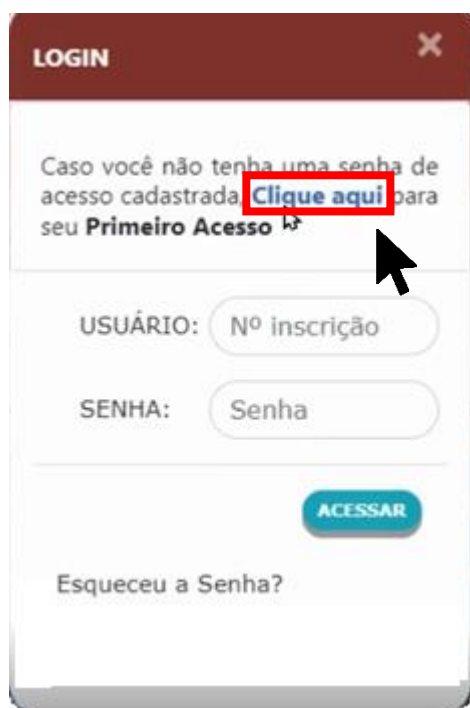 LOGIN
Caso você não tenha uma senha de
acesso cadastrada, Clique aqui para
seu Primeiro Acesso
USUÁRIO: Nº inscrição
SENHA: Senha
ACESSAR
Esqueceu a Senha?